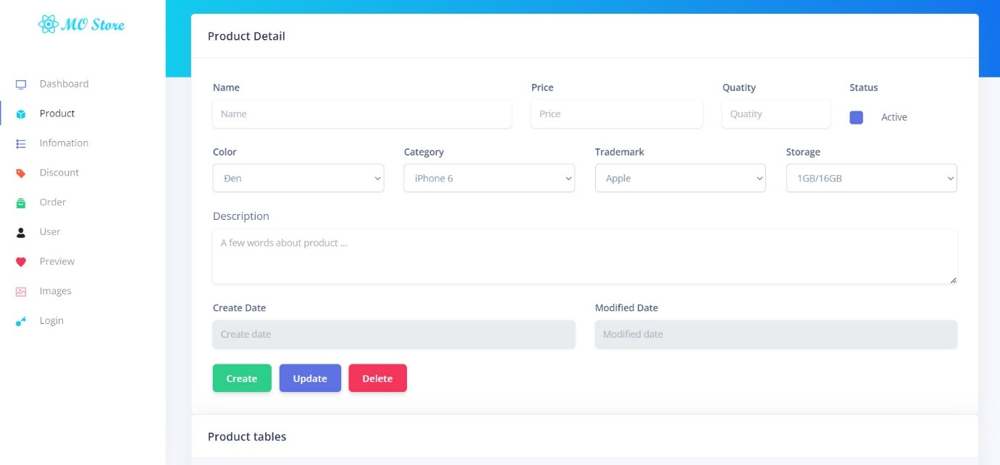 MO Store
Dashboard
Product
Infomation
Discount
Order
User
Preview
Images
Login
Product Detail
Name Price Quatity Status
Name Price Quatity Active
Color Category Trademark Storage
Đen iPhone 6 Apple 1GB/16GB
Description
A few words about product ...
Create Date Modified Date
Create date Modified date
Create Update Delete
Product tables